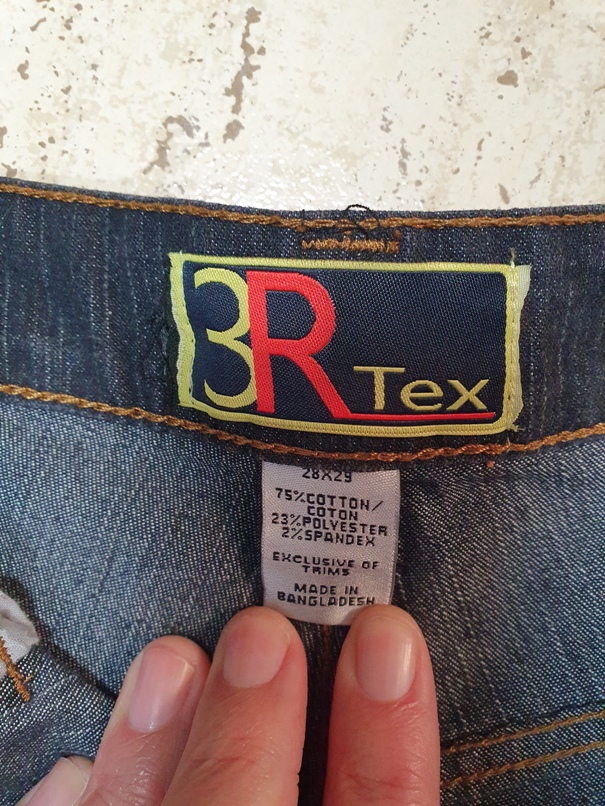 3R Tex
28X29
75%COTTON/
COTON
23%POLYESTER
2%SPANDEX
EXCLUSIVE OF
TRIMS
MADE IN
BANGLADESH